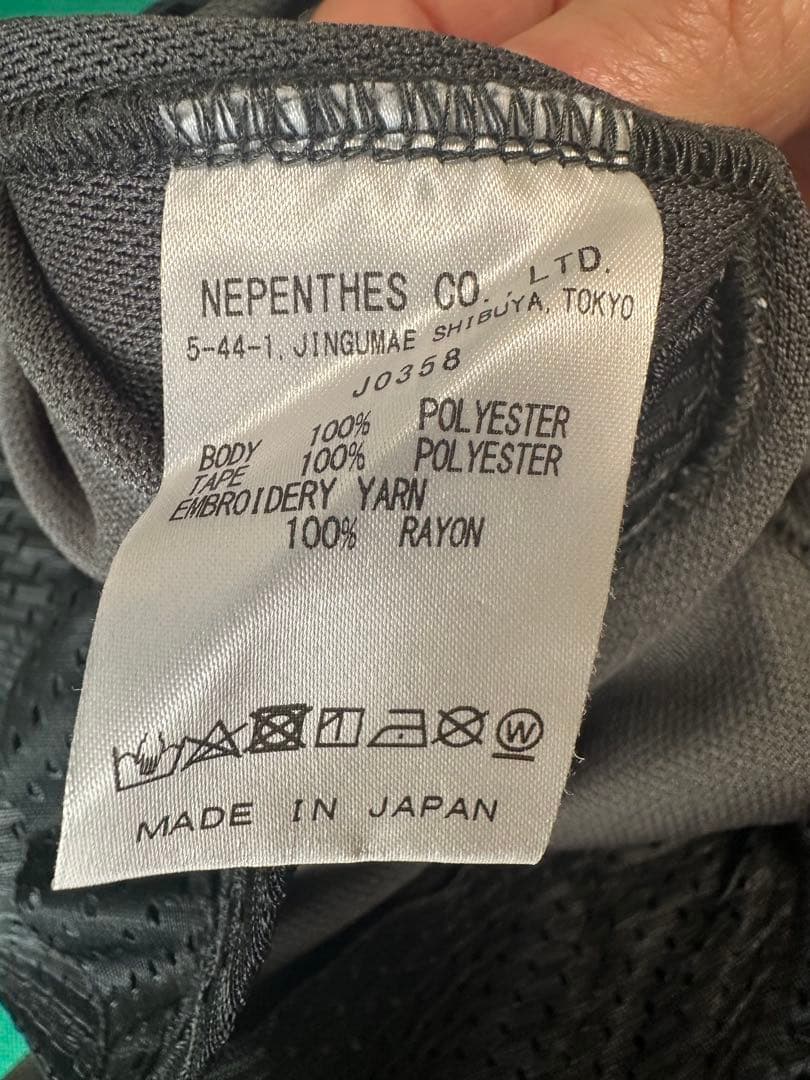 NEPENTHES CO., LTD.
5-44-1, JINGUMAE SHIBUYA, TOKYO
J0358
BODY 100% POLYESTER
TAPE 100% POLYESTER
EMBROIDERY YARN
100% RAYON
W
MADE IN JAPAN